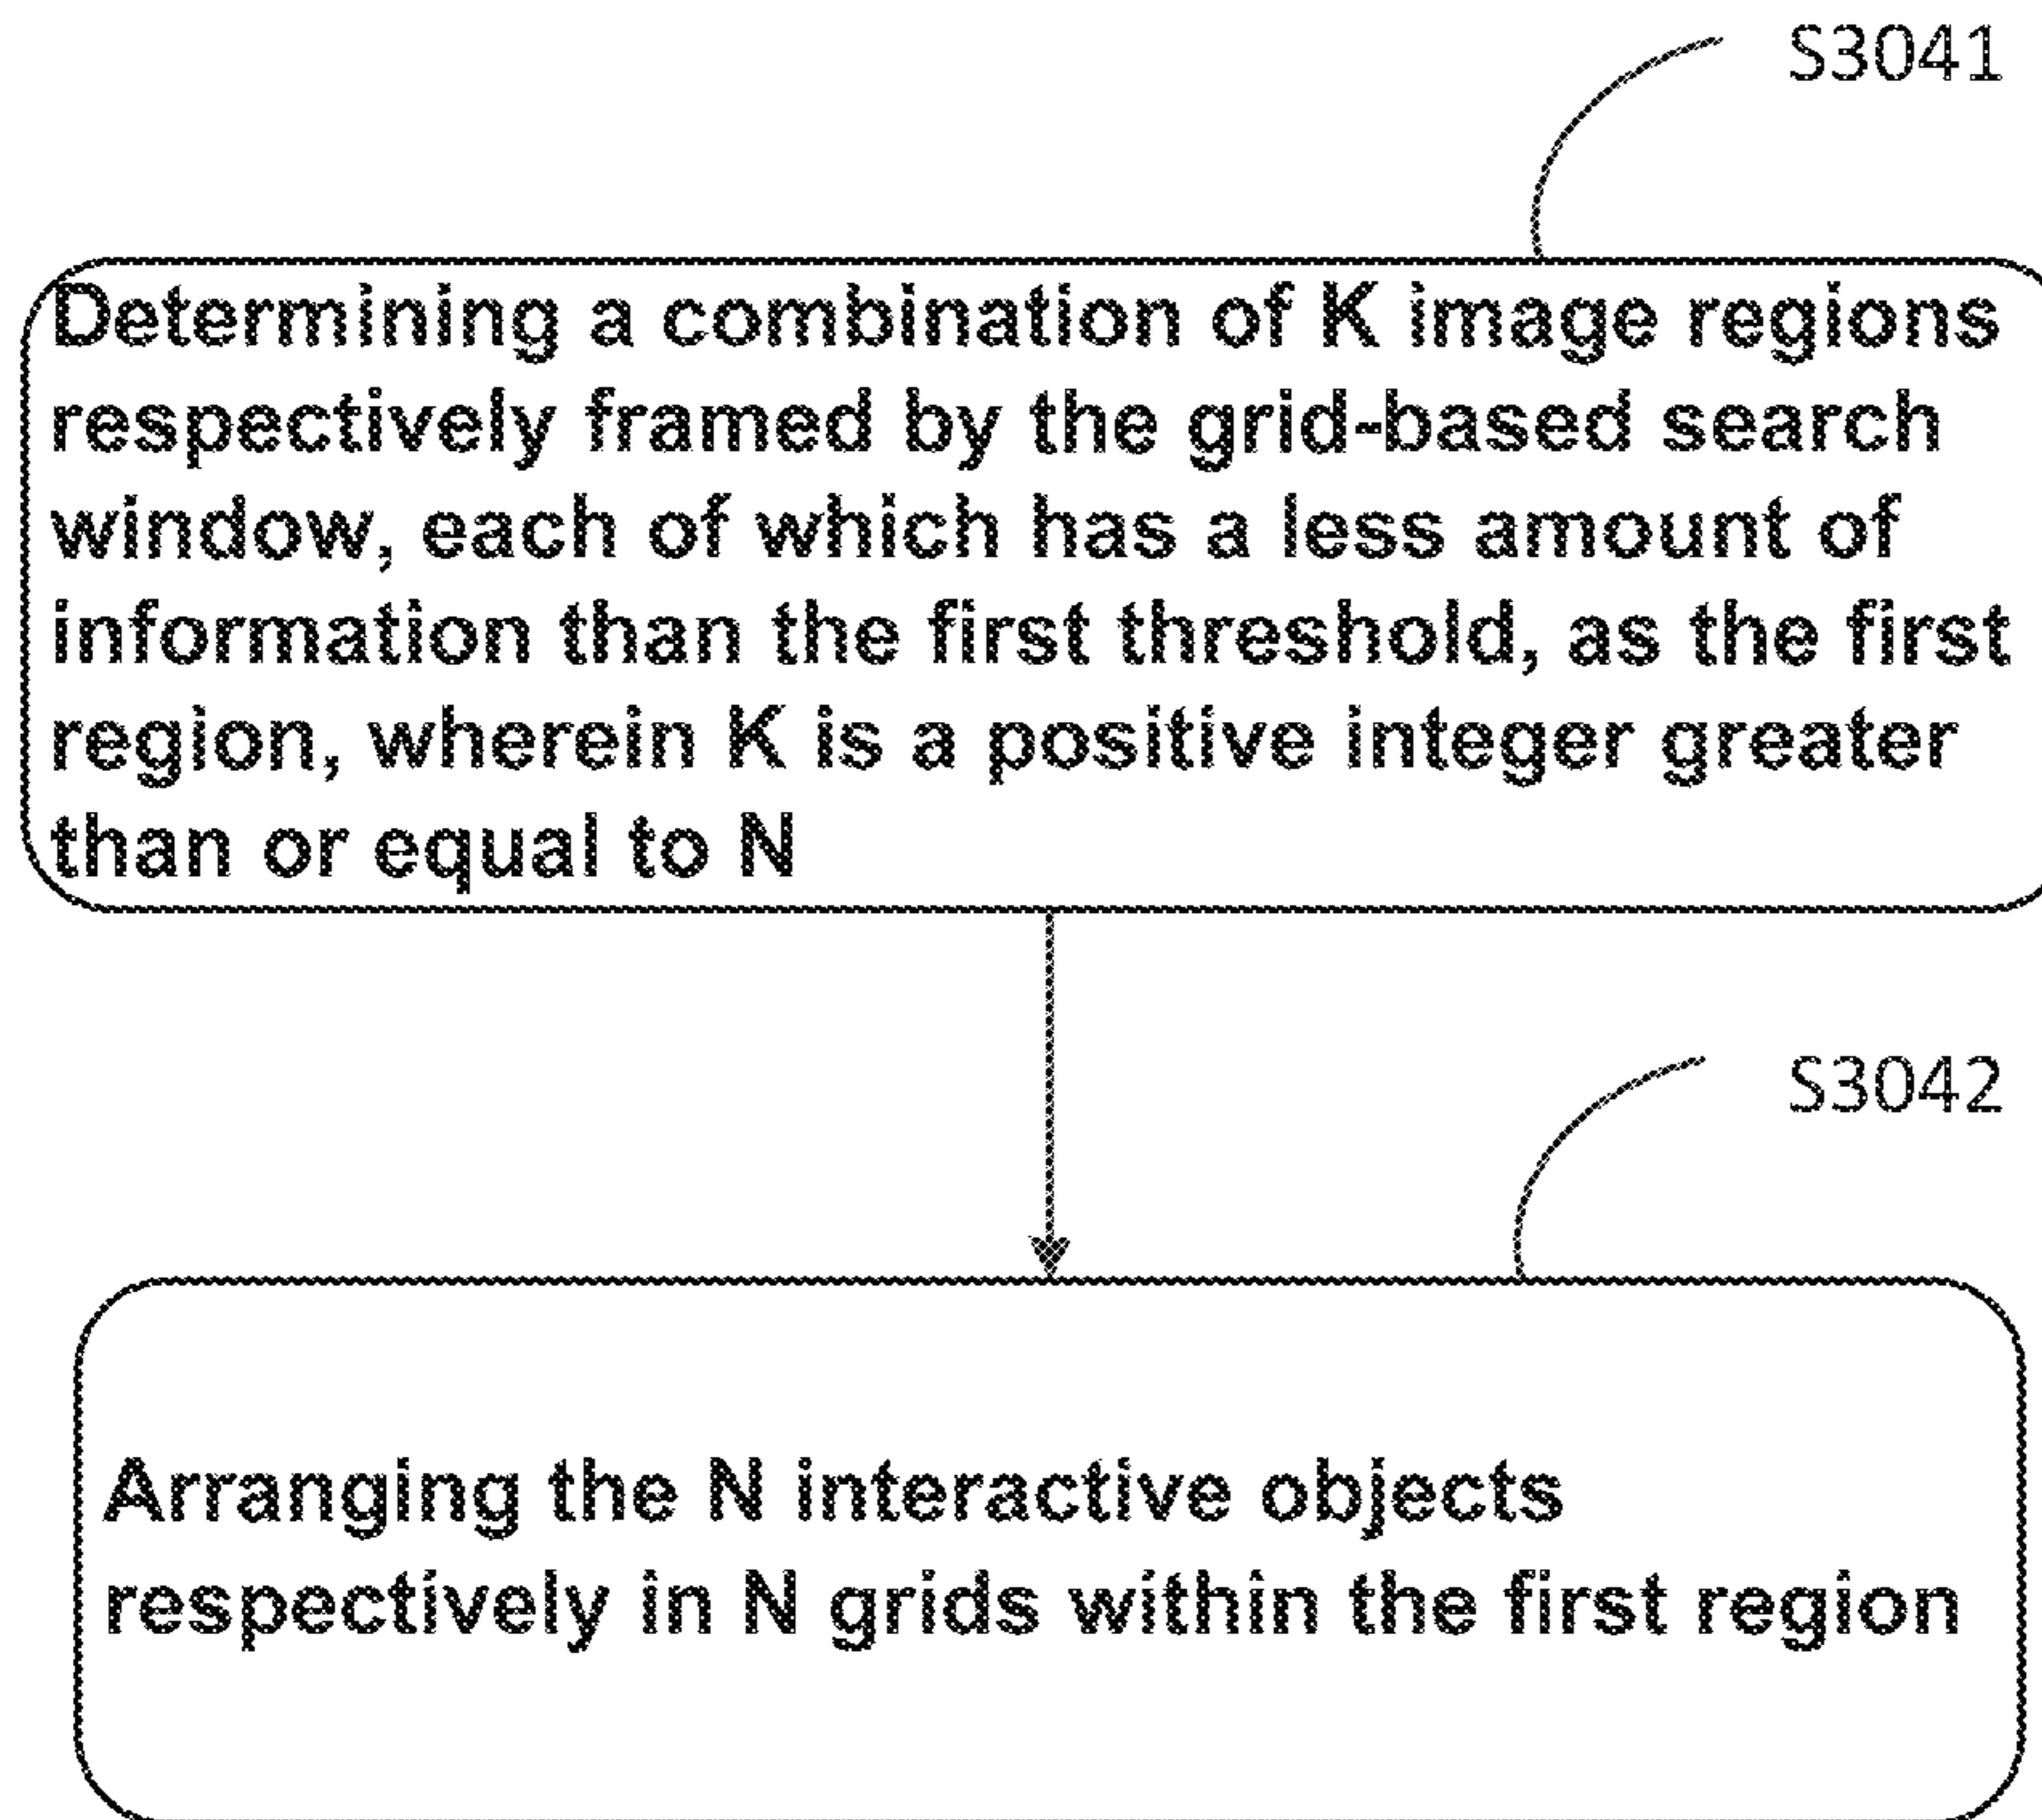 S3041
Determining a combination of K image regions
respectively framed by the grid-based search
window, each of which has a less amount of
information than the first threshold, as the first
region, wherein K is a positive integer greater
than or equal to N
S3042
Arranging the N interactive objects
respectively in N grids within the first region